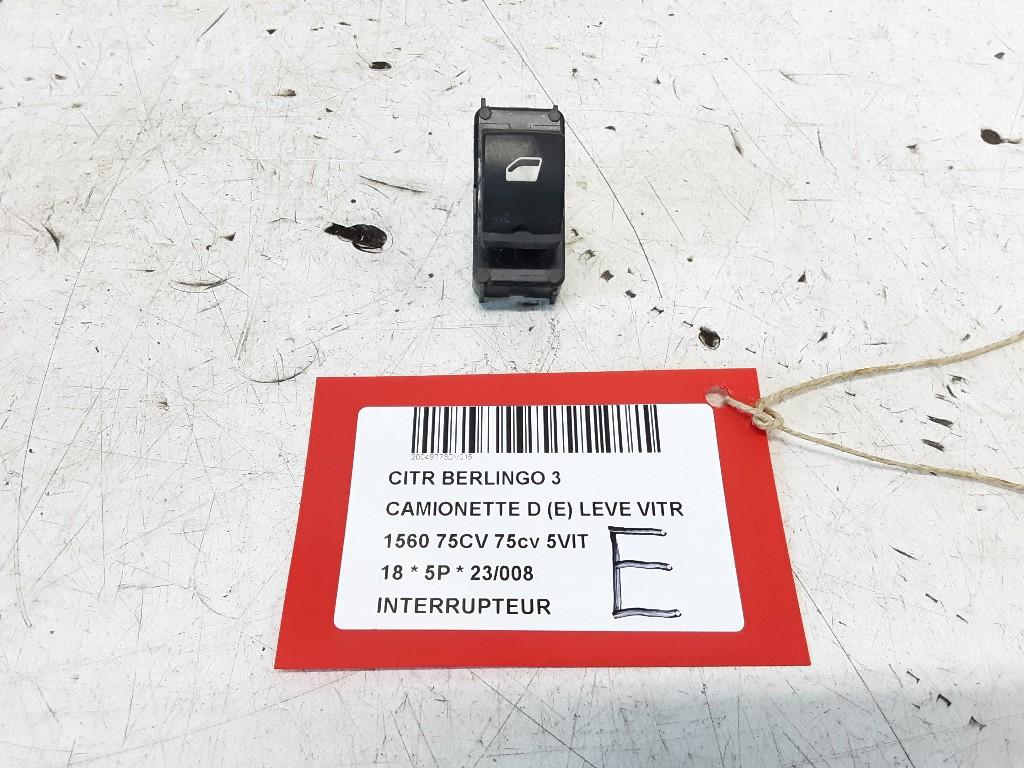 CITR BERLINGO 3
CAMIONETTE D (E) LEVE VITR
1560 75CV 75cv 5VIT
18 * 5P * 23/008
INTERRUPTEUR
E